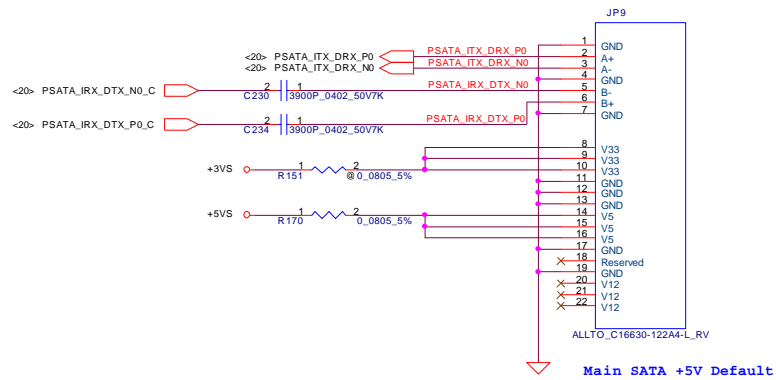 JP9
1 GND
<20> PSATA_ITX_DRX_P0 PSATA_ITX_DRX_P0 2 A+
<20> PSATA_ITX_DRX_N0 PSATA_ITX_DRX_N0 3 A-
4 GND
<20> PSATA_IRX_DTX_N0_C 2 1 PSATA_IRX_DTX_N0 5 B-
C230 3900P_0402_50V7K
6 B+
7 GND
<20> PSATA_IRX_DTX_P0_C 2 1 PSATA_IRX_DTX_P0
C234 3900P_0402_50V7K
8 V33
9 V33
+3VS 1 2 10 V33
R151 @0_0805_5%
11 GND
12 GND
13 GND
+5VS 1 2 14 V5
R170 0_0805_5%
15 V5
16 V5
17 GND
18 Reserved
19 GND
20 V12
21 V12
22 V12
ALLTO_C16630-122A4-L_RV
Main SATA +5V Default